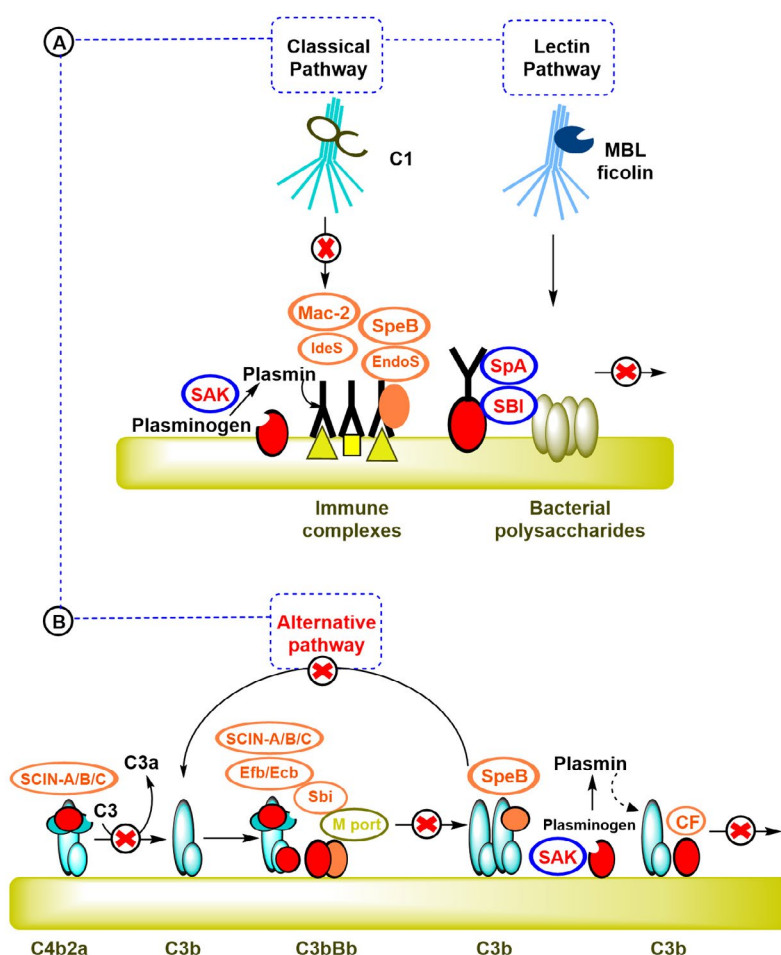 A
Classical
Pathway
Lectin
Pathway
C1
MBL
ficolin
Mac-2
SpeB
IdeS
EndoS
SpA
SBI
Plasmin
SAK
Plasminogen
Immune
complexes
Bacterial
polysaccharides
B
Alternative
pathway
SCIN-A/B/C
C3a
SCIN-A/B/C
C3
Efb/Ecb
Sbi
M port
SpeB
Plasmin
Plasminogen
SAK
CF
C4b2a
C3b
C3bBb
C3b
C3b